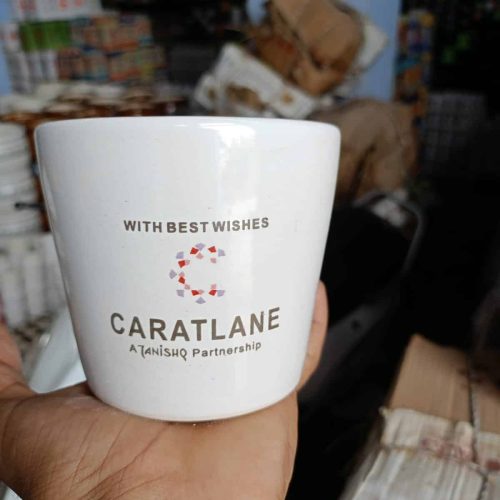 WITH BEST WISHES
CARATLANE
A TANISHQ Partnership